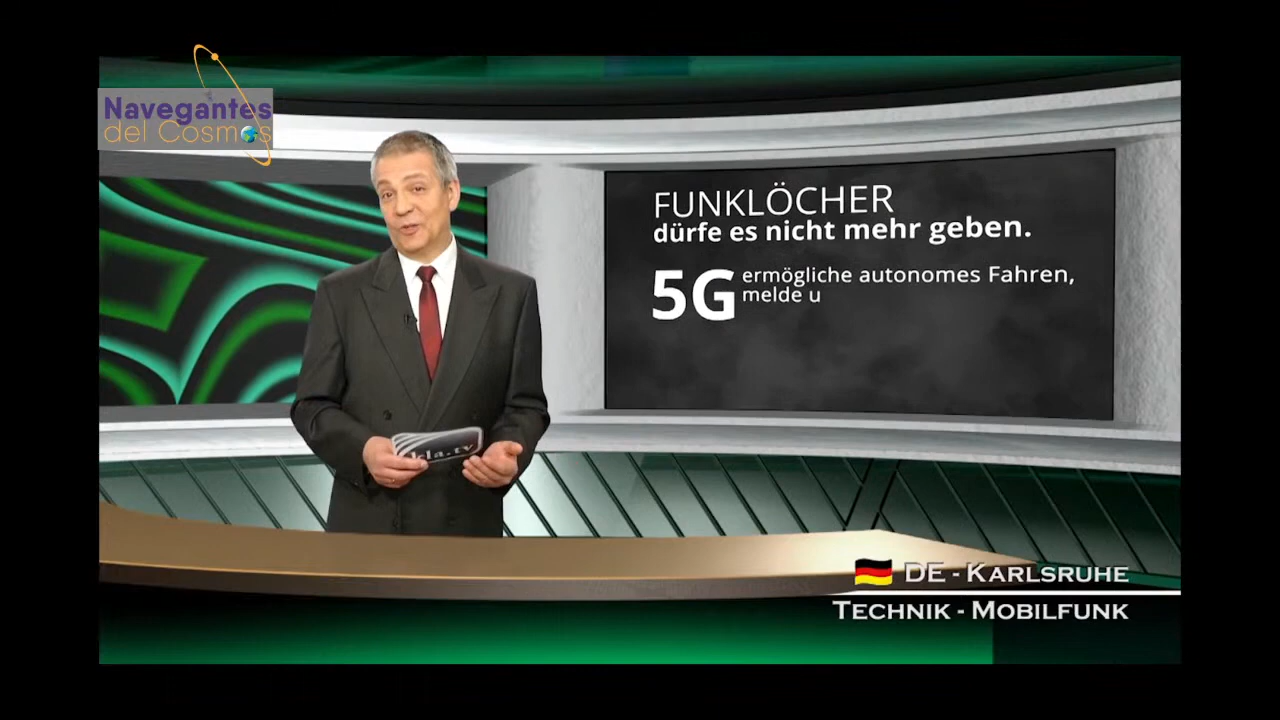 Navegantes
del Cosmos
FUNKLÖCHER
dürfe es nicht mehr geben.
5G ermögliche autonomes Fahren,
melde u
kla.tv
DE - KARLSRUHE
TECHNIK - MOBILFUNK